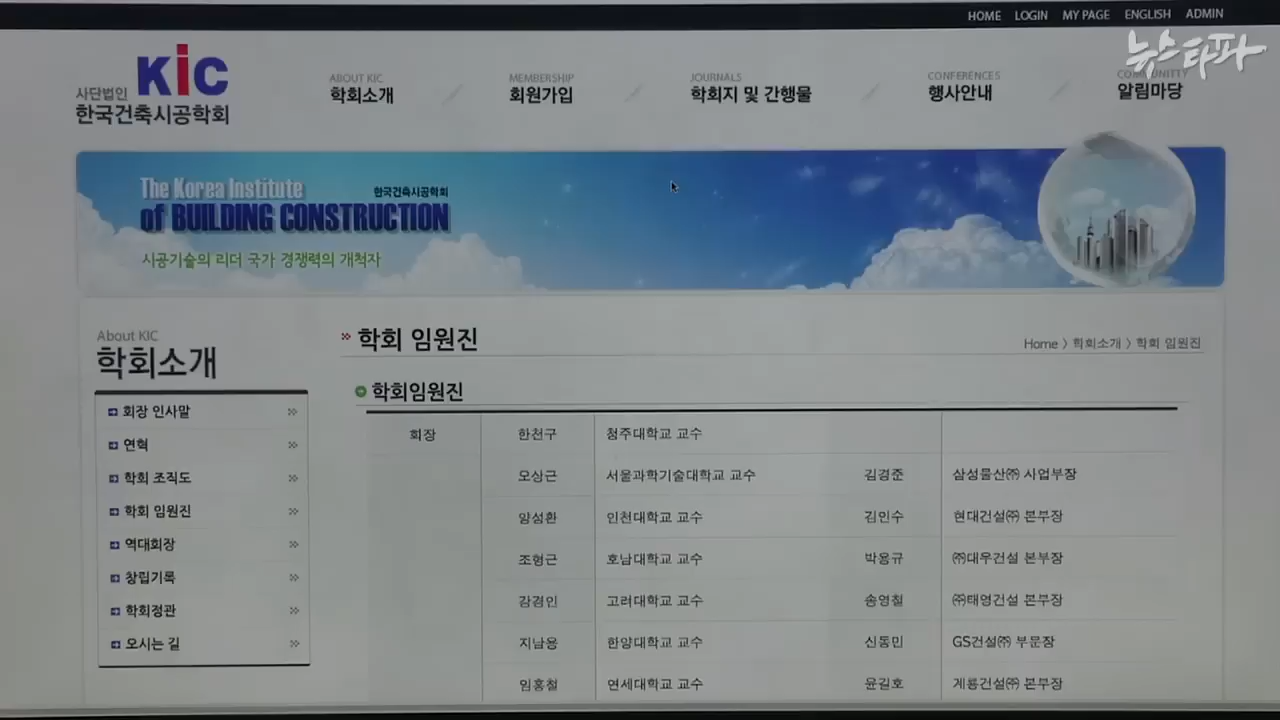 HOME LOGIN MY PAGE ENGLISH ADMIN
뉴스타파
KiC
사단법인
한국건축시공학회
ABOUT KIC
학회소개
MEMBERSHIP
회원가입
JOURNALS
학회지 및 간행물
CONFERENCES
행사안내
알림마당
The Korea Institute
한국건축시공학회
of BUILDING CONSTRUCTION
시공기술의 리더 국가 경쟁력의 개척자
About KIC
학회소개
회장 인사말
연혁
학회 조직도
학회 임원진
역대회장
창립기록
학회정관
오시는 길
학회 임원진
Home 〉 학회소개 〉 학회 임원진
학회임원진
회장 한천구 청주대학교 교수
오상근 서울과학기술대학교 교수 김경준 삼성물산㈜ 사업부장
양성환 인천대학교 교수 김인수 현대건설㈜ 본부장
조형근 호남대학교 교수 박용규 ㈜대우건설 본부장
강경인 고려대학교 교수 송영철 ㈜태영건설 본부장
지남용 한양대학교 교수 신동민 GS건설㈜ 부문장
임홍철 연세대학교 교수 윤길호 계룡건설㈜ 본부장